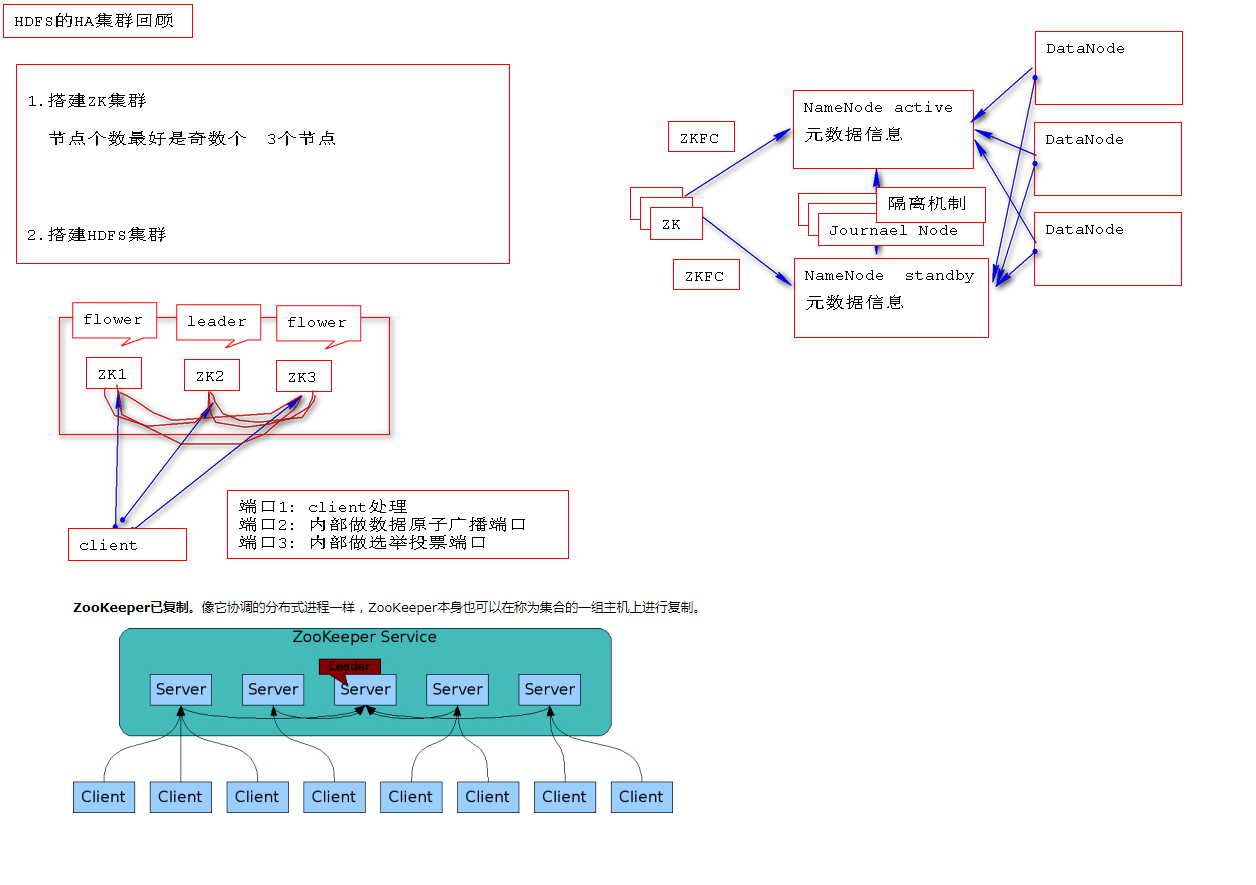 HDFS的HA集群回顾
1.搭建ZK集群
节点个数最好是奇数个 3个节点
2.搭建HDFS集群
ZKFC
ZK
ZKFC
NameNode active
元数据信息
隔离机制
Journael Node
NameNode standby
元数据信息
DataNode
DataNode
DataNode
flower
leader
flower
ZK1
ZK2
ZK3
client
端口1: client处理
端口2: 内部做数据原子广播端口
端口3: 内部做选举投票端口
ZooKeeper已复制。像它协调的分布式进程一样，ZooKeeper本身也可以在称为集合的一组主机上进行复制。
ZooKeeper Service
Leader
Server
Server
Server
Server
Server
Client
Client
Client
Client
Client
Client
Client
Client